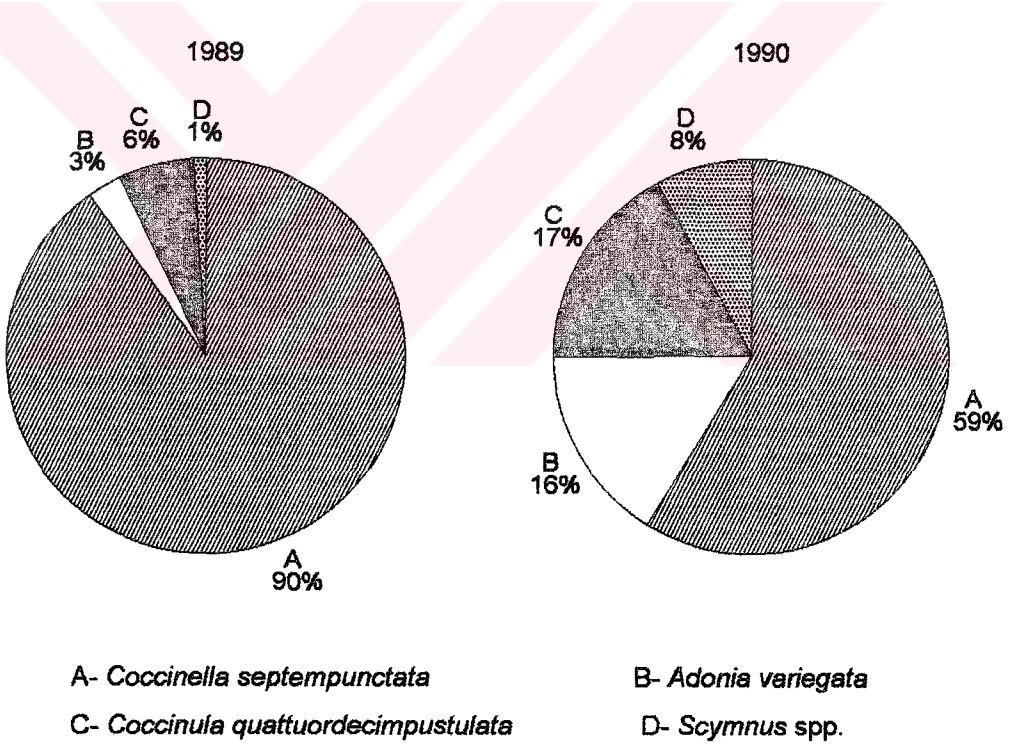 1989
1990
D
1%
C
6%
B
3%
A
90%
D
8%
C
17%
B
16%
A
59%
A- Coccinella septempunctata
B- Adonia variegata
C- Coccinula quattuordecimpustulata
D- Scymnus spp.